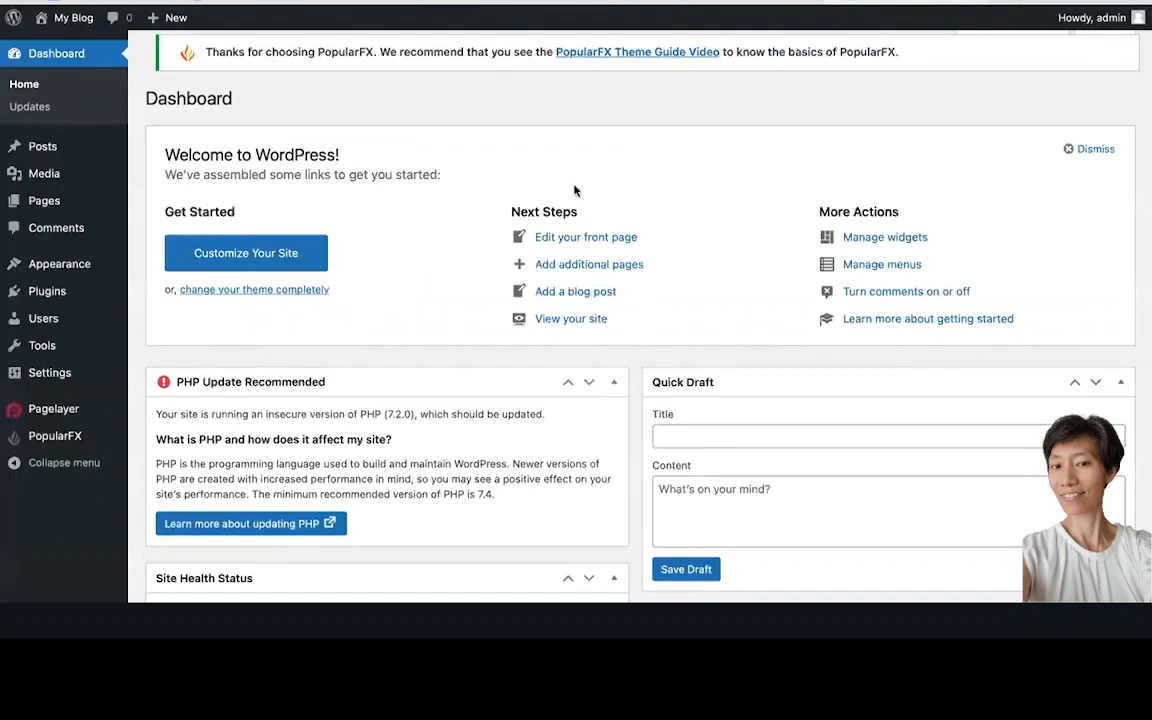 My Blog 0 + New Howdy, admin
Thanks for choosing PopularFX. We recommend that you see the PopularFX Theme Guide Video to know the basics of PopularFX.
Dashboard
Home
Updates
Posts
Media
Pages
Comments
Appearance
Plugins
Users
Tools
Settings
Pagelayer
PopularFX
Collapse menu
Dashboard
Welcome to WordPress!
Dismiss
We've assembled some links to get you started:
Get Started
Customize Your Site
or, change your theme completely
Next Steps
Edit your front page
Add additional pages
Add a blog post
View your site
More Actions
Manage widgets
Manage menus
Turn comments on or off
Learn more about getting started
PHP Update Recommended
Your site is running an insecure version of PHP (7.2.0), which should be updated.
What is PHP and how does it affect my site?
PHP is the programming language used to build and maintain WordPress. Newer versions of
PHP are created with increased performance in mind, so you may see a positive effect on your
site's performance. The minimum recommended version of PHP is 7.4.
Learn more about updating PHP
Site Health Status
Quick Draft
Title
Content
What's on your mind?
Save Draft